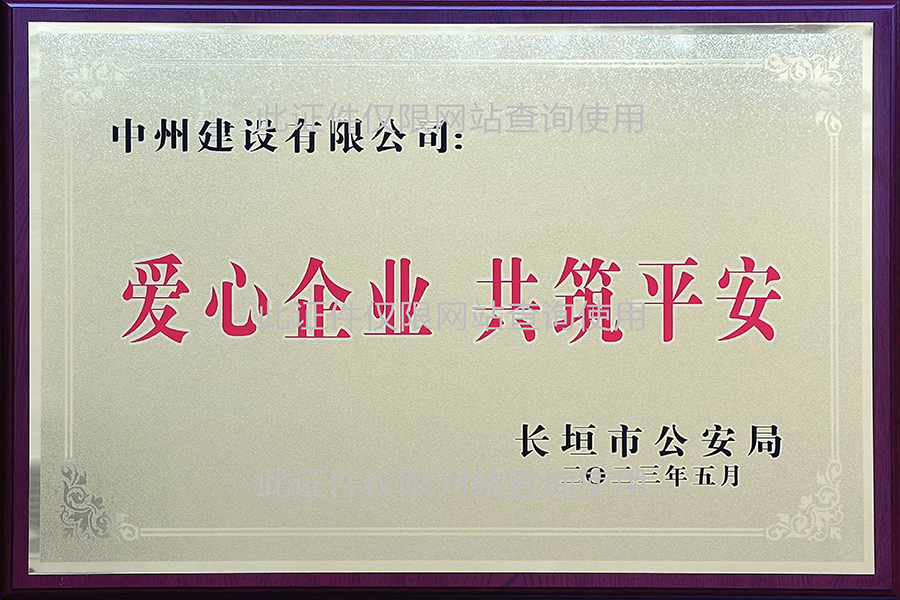 此证件仅限网站查询使用
中州建设有限公司:
爱心企业 共筑平安
此证件仅限网站查询使用
长垣市公安局
二〇二三年五月
此证件仅限网站查询使用